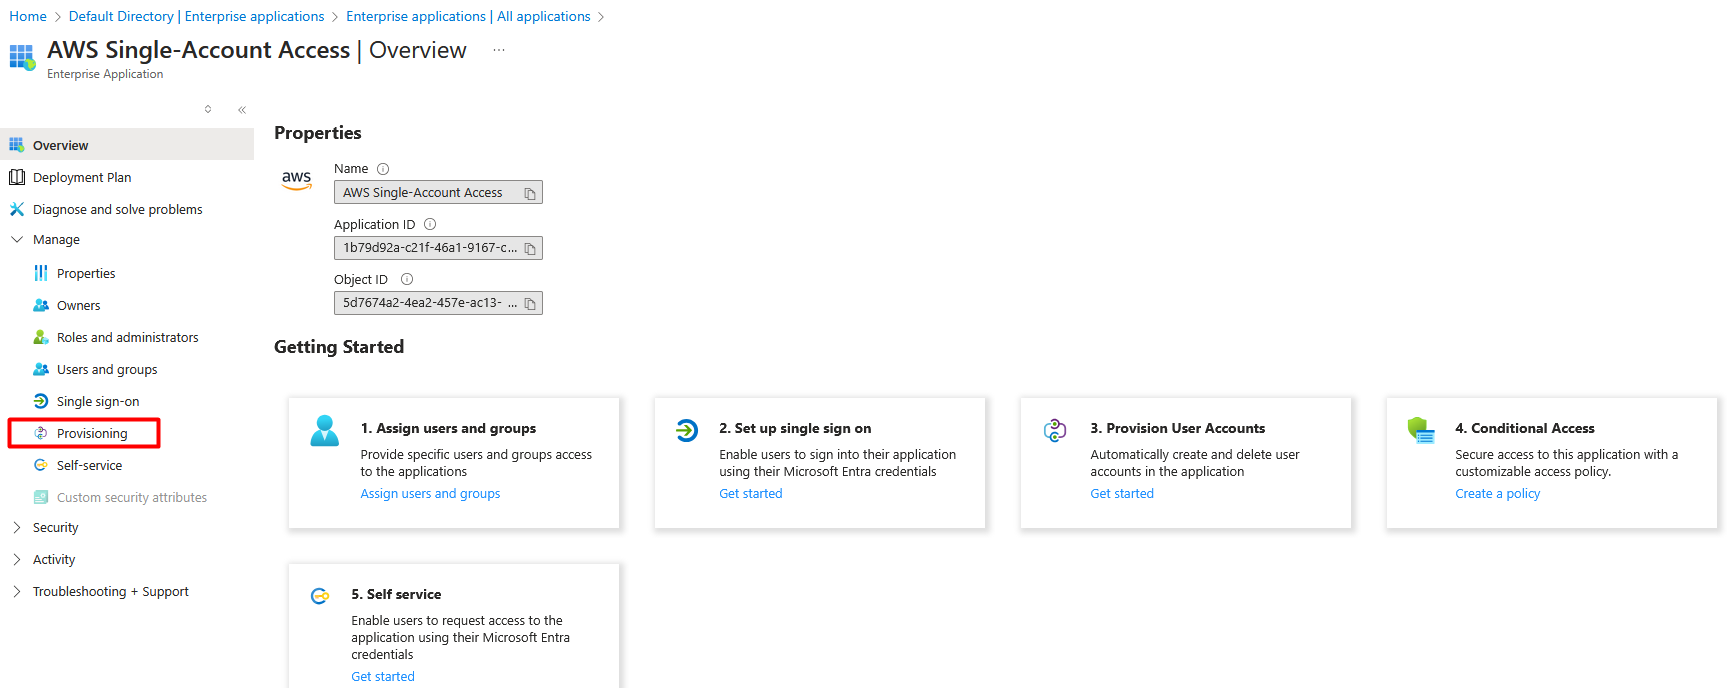 Home > Default Directory | Enterprise applications > Enterprise applications | All applications >
AWS Single-Account Access | Overview ...
Enterprise Application
Overview
Deployment Plan
Diagnose and solve problems
Manage
Properties
Owners
Roles and administrators
Users and groups
Single sign-on
Provisioning
Self-service
Custom security attributes
Security
Activity
Troubleshooting + Support
Properties
aws
Name
AWS Single-Account Access
Application ID
1b79d92a-c21f-46a1-9167-c...
Object ID
5d7674a2-4ea2-457e-ac13- ...
Getting Started
1. Assign users and groups
Provide specific users and groups access
to the applications
Assign users and groups
2. Set up single sign on
Enable users to sign into their application
using their Microsoft Entra credentials
Get started
3. Provision User Accounts
Automatically create and delete user
accounts in the application
Get started
4. Conditional Access
Secure access to this application with a
customizable access policy.
Create a policy
5. Self service
Enable users to request access to the
application using their Microsoft Entra
credentials
Get started